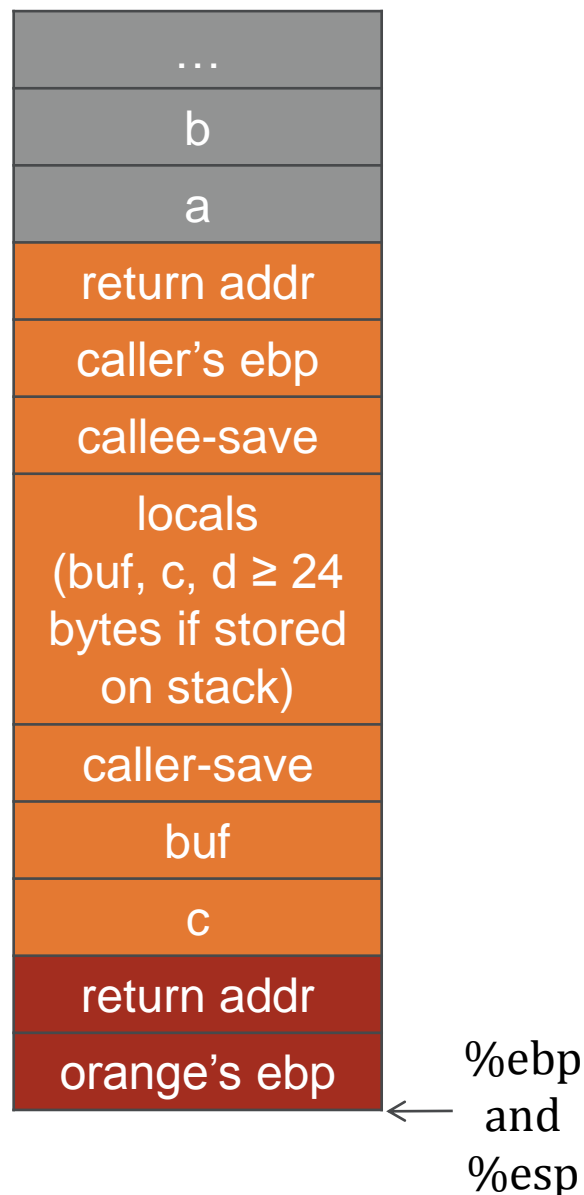 …
b
a
return addr
caller’s ebp
callee-save
locals
(buf, c, d ≥ 24
bytes if stored
on stack)
caller-save
buf
c
return addr
orange’s ebp
%ebp
and
%esp